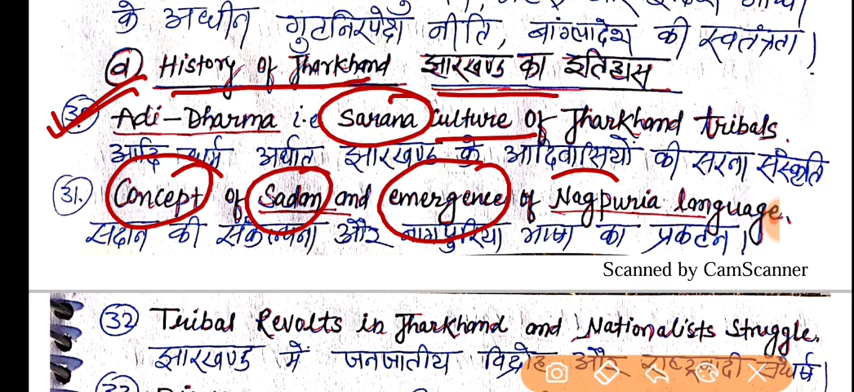 के अधीन गुटनिरपेक्ष नीति, बांग्लादेश की स्वतंत्रता।
(d) History of Jharkhand झारखण्ड का इतिहास
Adi-Dharma i.e Sarana Culture of Jharkhand tribals.
आदि धर्म अर्थात झारखण्ड के आदिवासियों की सरना संस्कृति
31. Concept of Sadan and emergence of Nagpuria language.
सदान की संकल्पना और नागपुरिया भाषा का प्रकटन।
Scanned by CamScanner
32 Tribal Revolts in Jharkhand and Nationalists Struggle.
झारखण्ड में जनजातीय विद्रोह और राष्ट्रवादी संघर्ष।